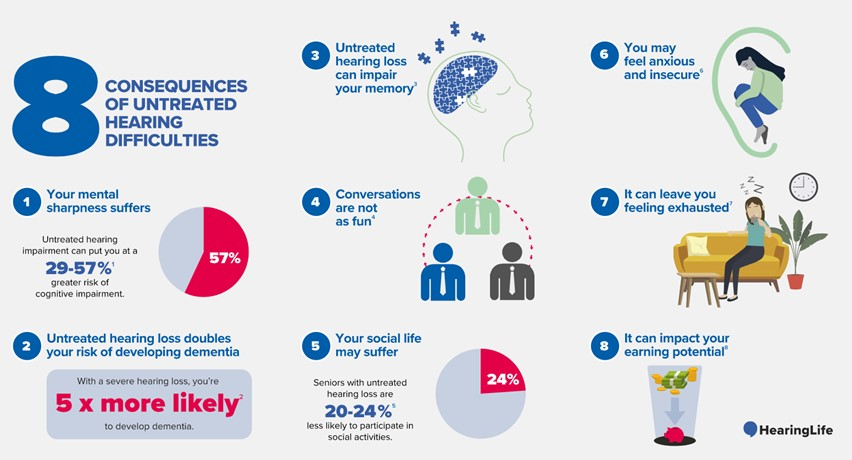 8
CONSEQUENCES
OF UNTREATED
HEARING
DIFFICULTIES
1
Your mental
sharpness suffers
Untreated hearing
impairment can put you at a
29-57%¹
greater risk of
cognitive impairment.
57%
2
Untreated hearing loss doubles
your risk of developing dementia
With a severe hearing loss, you're
5 x more likely²
to develop dementia.
3
Untreated
hearing loss
can impair
your memory³
4
Conversations
are not
as fun⁴
5
Your social life
may suffer
Seniors with untreated
hearing loss are
20-24%⁵
less likely to participate in
social activities.
24%
6
You may
feel anxious
and insecure⁶
7
It can leave you
feeling exhausted⁷
8
It can impact your
earning potential⁸
HearingLife